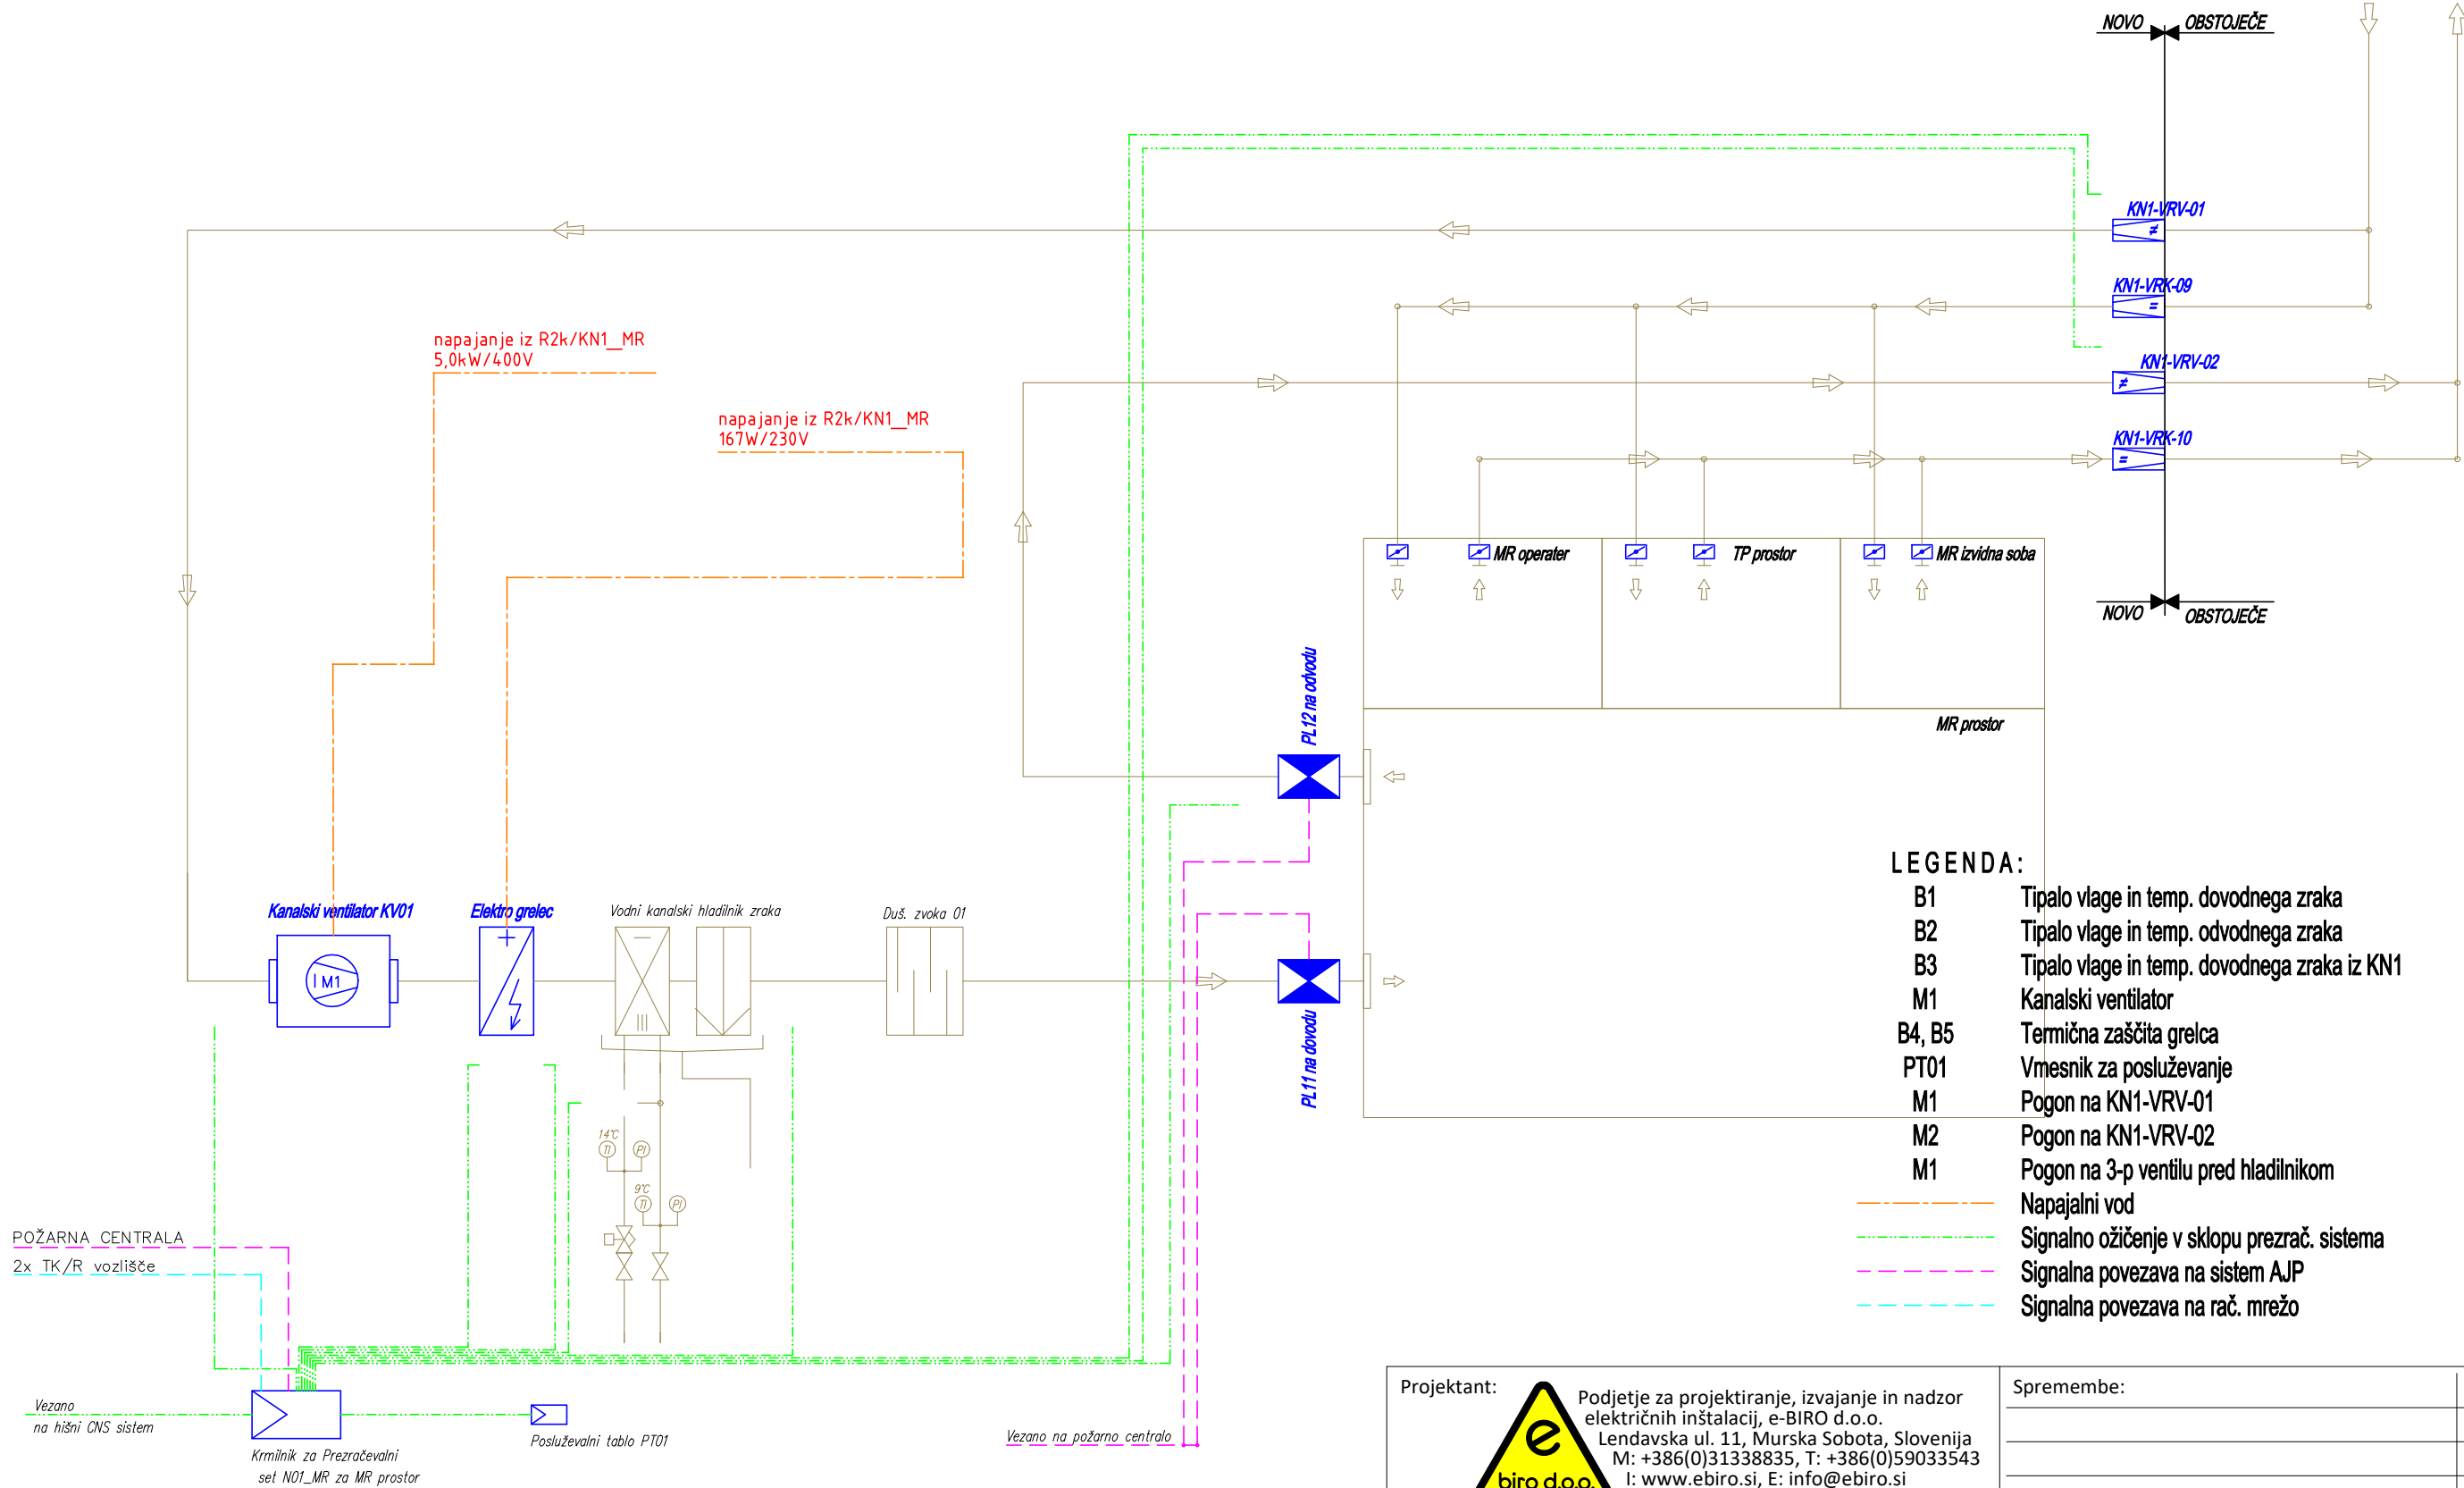 NOVO OBSTOJEČE
KN1-VRV-01
≠
KN1-VRK-09
=
napajanje iz R2k/KN1_MR
5,0kW/400V
KN1-VRV-02
≠
napajanje iz R2k/KN1_MR
167W/230V
KN1-VRK-10
=
MR operater
TP prostor
MR izvidna soba
NOVO OBSTOJEČE
PL12 na odvodu
MR prostor
LEGENDA:
B1 Tipalo vlage in temp. dovodnega zraka
B2 Tipalo vlage in temp. odvodnega zraka
B3 Tipalo vlage in temp. dovodnega zraka iz KN1
M1 Kanalski ventilator
B4, B5 Termična zaščita grelca
PT01 Vmesnik za posluževanje
M1 Pogon na KN1-VRV-01
M2 Pogon na KN1-VRV-02
M1 Pogon na 3-p ventilu pred hladilnikom
Napajalni vod
Signalno ožičenje v sklopu prezrač. sistema
Signalna povezava na sistem AJP
Signalna povezava na rač. mrežo
Kanalski ventilator KV01
Elektro grelec
Vodni kanalski hladilnik zraka
Duš. zvoka 01
M1
PL11 na dovodu
14°C
TI PI
9°C
TI PI
POŽARNA CENTRALA
2x TK/R vozlišče
Vezano
na hišni CNS sistem
Krmilnik za Prezračevalni
set N01_MR za MR prostor
Posluževalni tablo PT01
Vezano na požarno centralo
Projektant:
Podjetje za projektiranje, izvajanje in nadzor
električnih inštalacij, e-BIRO d.o.o.
Lendavska ul. 11, Murska Sobota, Slovenija
M: +386(0)31338835, T: +386(0)59033543
I: www.ebiro.si, E: info@ebiro.si
e
biro d.o.o.
Spremembe: